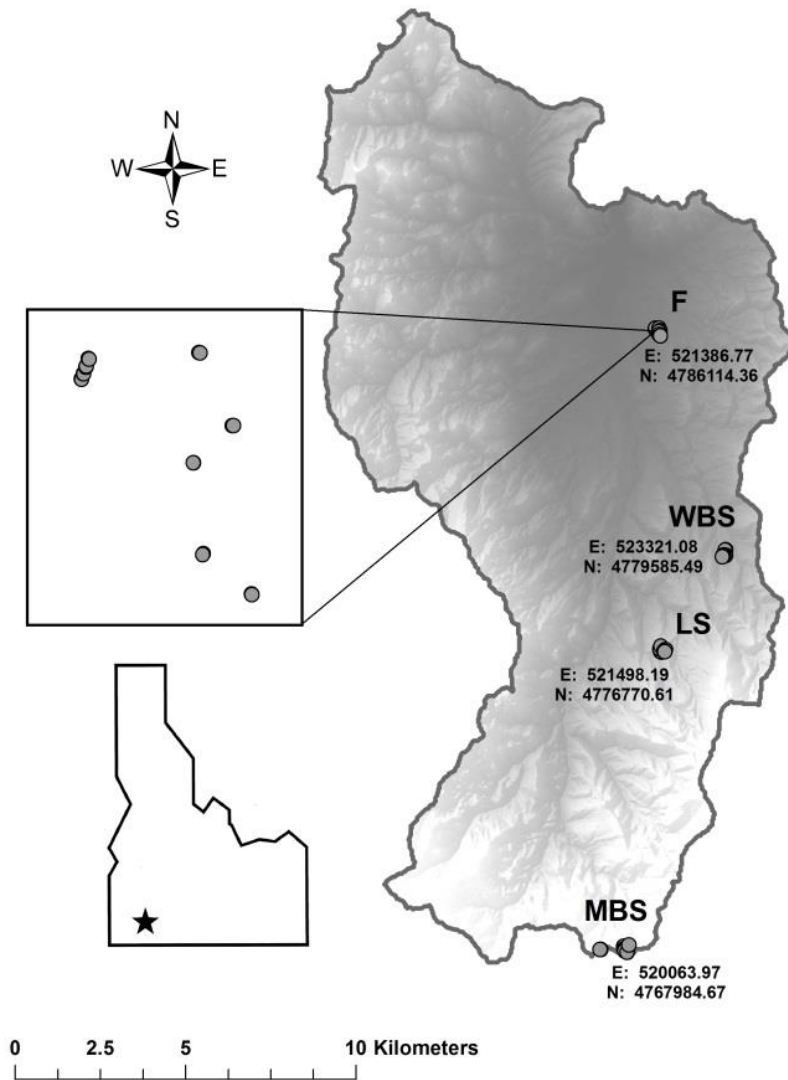 N
W E
S
F
E: 521386.77
N: 4786114.36
WBS
E: 523321.08
N: 4779585.49
LS
E: 521498.19
N: 4776770.61
MBS
E: 520063.97
N: 4767984.67
0 2.5 5 10 Kilometers